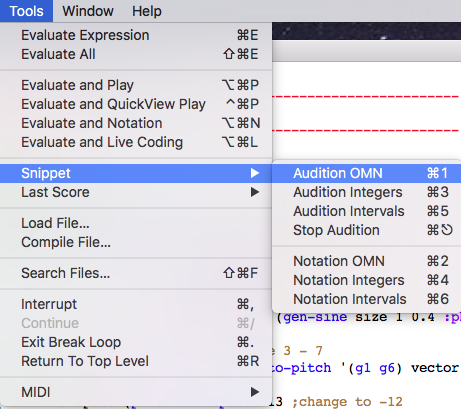 Tools Window Help
Evaluate Expression ⌘E
Evaluate All ⇧⌘E
Evaluate and Play ⌥⌘P
Evaluate and QuickView Play ^⌘P
Evaluate and Notation ⌥⌘N
Evaluate and Live Coding ⌥⌘L
Snippet ▶
Last Score ▶
Load File...
Compile File...
Search Files... ⇧⌘F
Interrupt ⌘,
Continue ⌘/
Exit Break Loop ⌘.
Return To Top Level ⌘R
MIDI ▶
Audition OMN ⌘1
Audition Integers ⌘3
Audition Intervals ⌘5
Stop Audition ⌘⎋
Notation OMN ⌘2
Notation Integers ⌘4
Notation Intervals ⌘6
(gen-sine size 1 0.4 :ph
3 - 7
to-pitch '(g1 g6) vector
13 ;change to -12